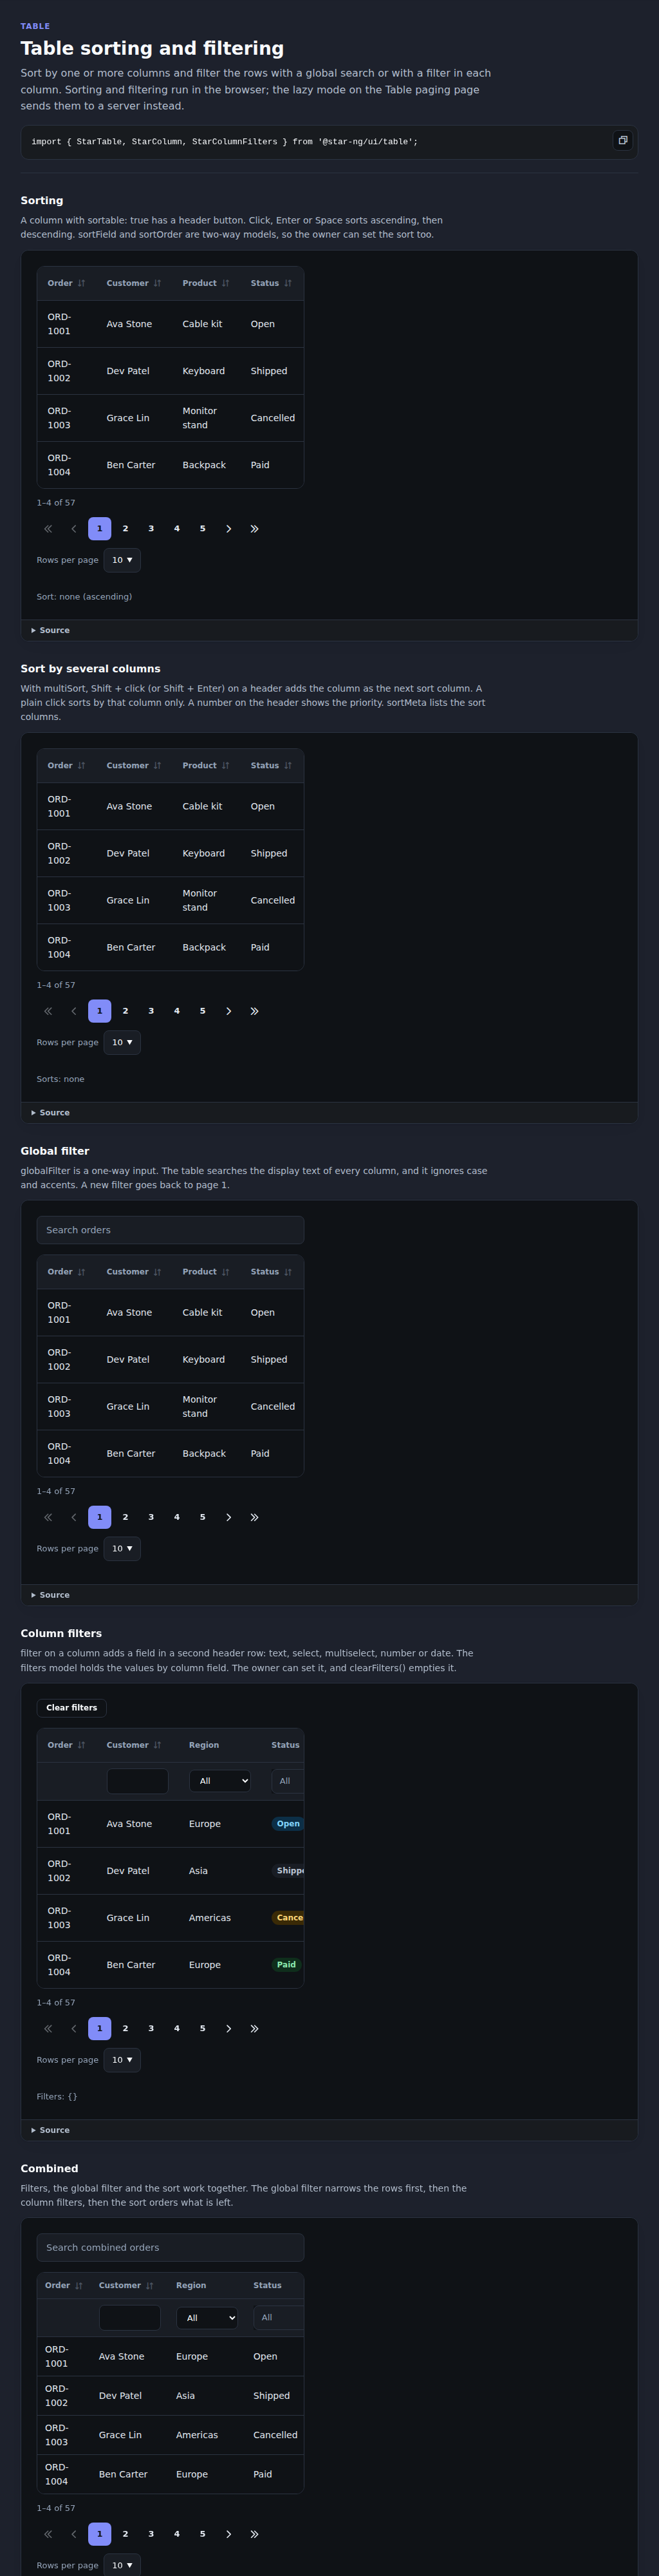 TABLE
Table sorting and filtering
Sort by one or more columns and filter the rows with a global search or with a filter in each
column. Sorting and filtering run in the browser; the lazy mode on the Table paging page
sends them to a server instead.
import { StarTable, StarColumn, StarColumnFilters } from '@star-ng/ui/table';
Sorting
A column with sortable: true has a header button. Click, Enter or Space sorts ascending, then
descending. sortField and sortOrder are two-way models, so the owner can set the sort too.
Order Customer Product Status
ORD-
1001 Ava Stone Cable kit Open
ORD-
1002 Dev Patel Keyboard Shipped
ORD-
1003 Grace Lin Monitor
stand Cancelled
ORD-
1004 Ben Carter Backpack Paid
1–4 of 57
1 2 3 4 5
Rows per page 10
Sort: none (ascending)
Source
Sort by several columns
With multiSort, Shift + click (or Shift + Enter) on a header adds the column as the next sort column. A
plain click sorts by that column only. A number on the header shows the priority. sortMeta lists the sort
columns.
Order Customer Product Status
ORD-
1001 Ava Stone Cable kit Open
ORD-
1002 Dev Patel Keyboard Shipped
ORD-
1003 Grace Lin Monitor
stand Cancelled
ORD-
1004 Ben Carter Backpack Paid
1–4 of 57
1 2 3 4 5
Rows per page 10
Sorts: none
Source
Global filter
globalFilter is a one-way input. The table searches the display text of every column, and it ignores case
and accents. A new filter goes back to page 1.
Search orders
Order Customer Product Status
ORD-
1001 Ava Stone Cable kit Open
ORD-
1002 Dev Patel Keyboard Shipped
ORD-
1003 Grace Lin Monitor
stand Cancelled
ORD-
1004 Ben Carter Backpack Paid
1–4 of 57
1 2 3 4 5
Rows per page 10
Source
Column filters
filter on a column adds a field in a second header row: text, select, multiselect, number or date. The
filters model holds the values by column field. The owner can set it, and clearFilters() empties it.
Clear filters
Order Customer Region Status
All All
ORD-
1001 Ava Stone Europe Open
ORD-
1002 Dev Patel Asia Shippe
ORD-
1003 Grace Lin Americas Cance
ORD-
1004 Ben Carter Europe Paid
1–4 of 57
1 2 3 4 5
Rows per page 10
Filters: {}
Source
Combined
Filters, the global filter and the sort work together. The global filter narrows the rows first, then the
column filters, then the sort orders what is left.
Search combined orders
Order Customer Region Status
All All
ORD-
1001 Ava Stone Europe Open
ORD-
1002 Dev Patel Asia Shipped
ORD-
1003 Grace Lin Americas Cancelled
ORD-
1004 Ben Carter Europe Paid
1–4 of 57
1 2 3 4 5
Rows per page 10